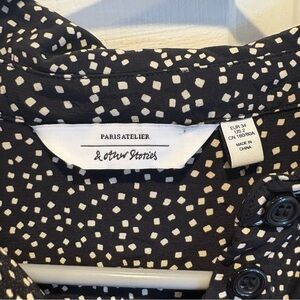 PARIS ATELIER
& other Stories
EUR 34
US 2
CN 160/80A
MADE IN
CHINA